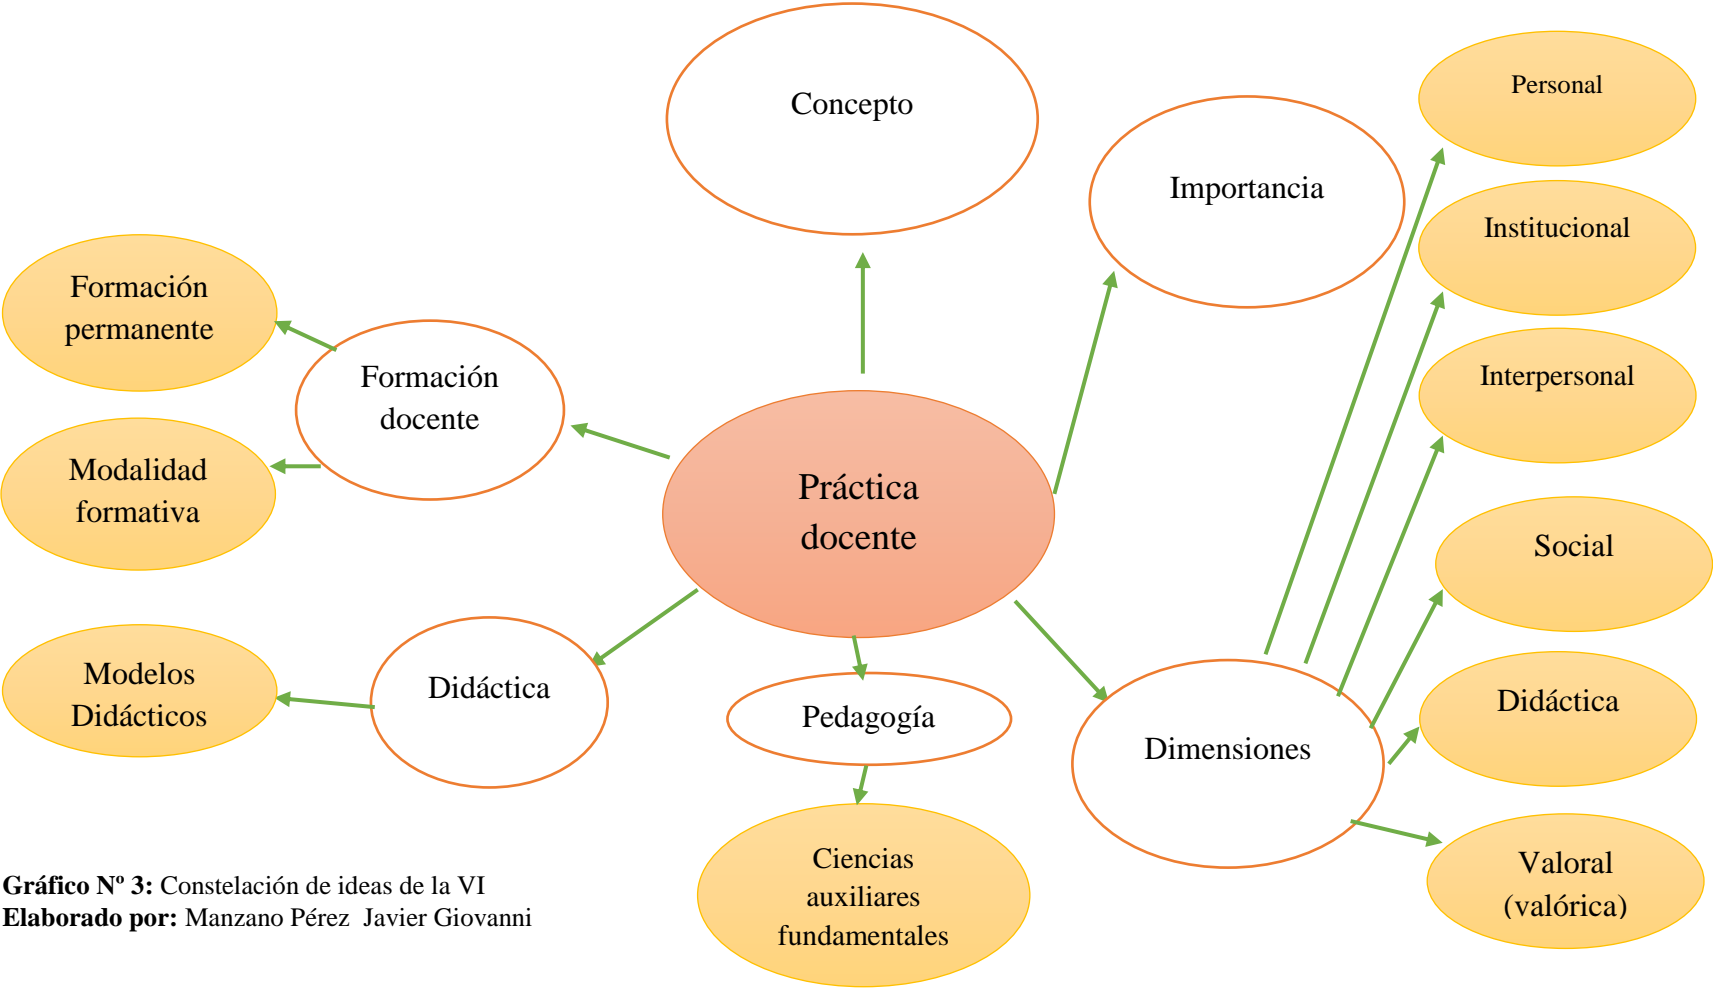 Concepto
Importancia
Personal
Institucional
Interpersonal
Social
Didáctica
Valoral
(valórica)
Formación
permanente
Formación
docente
Modalidad
formativa
Práctica
docente
Modelos
Didácticos
Didáctica
Pedagogía
Dimensiones
Ciencias
auxiliares
fundamentales
Gráfico Nº 3: Constelación de ideas de la VI
Elaborado por: Manzano Pérez  Javier Giovanni